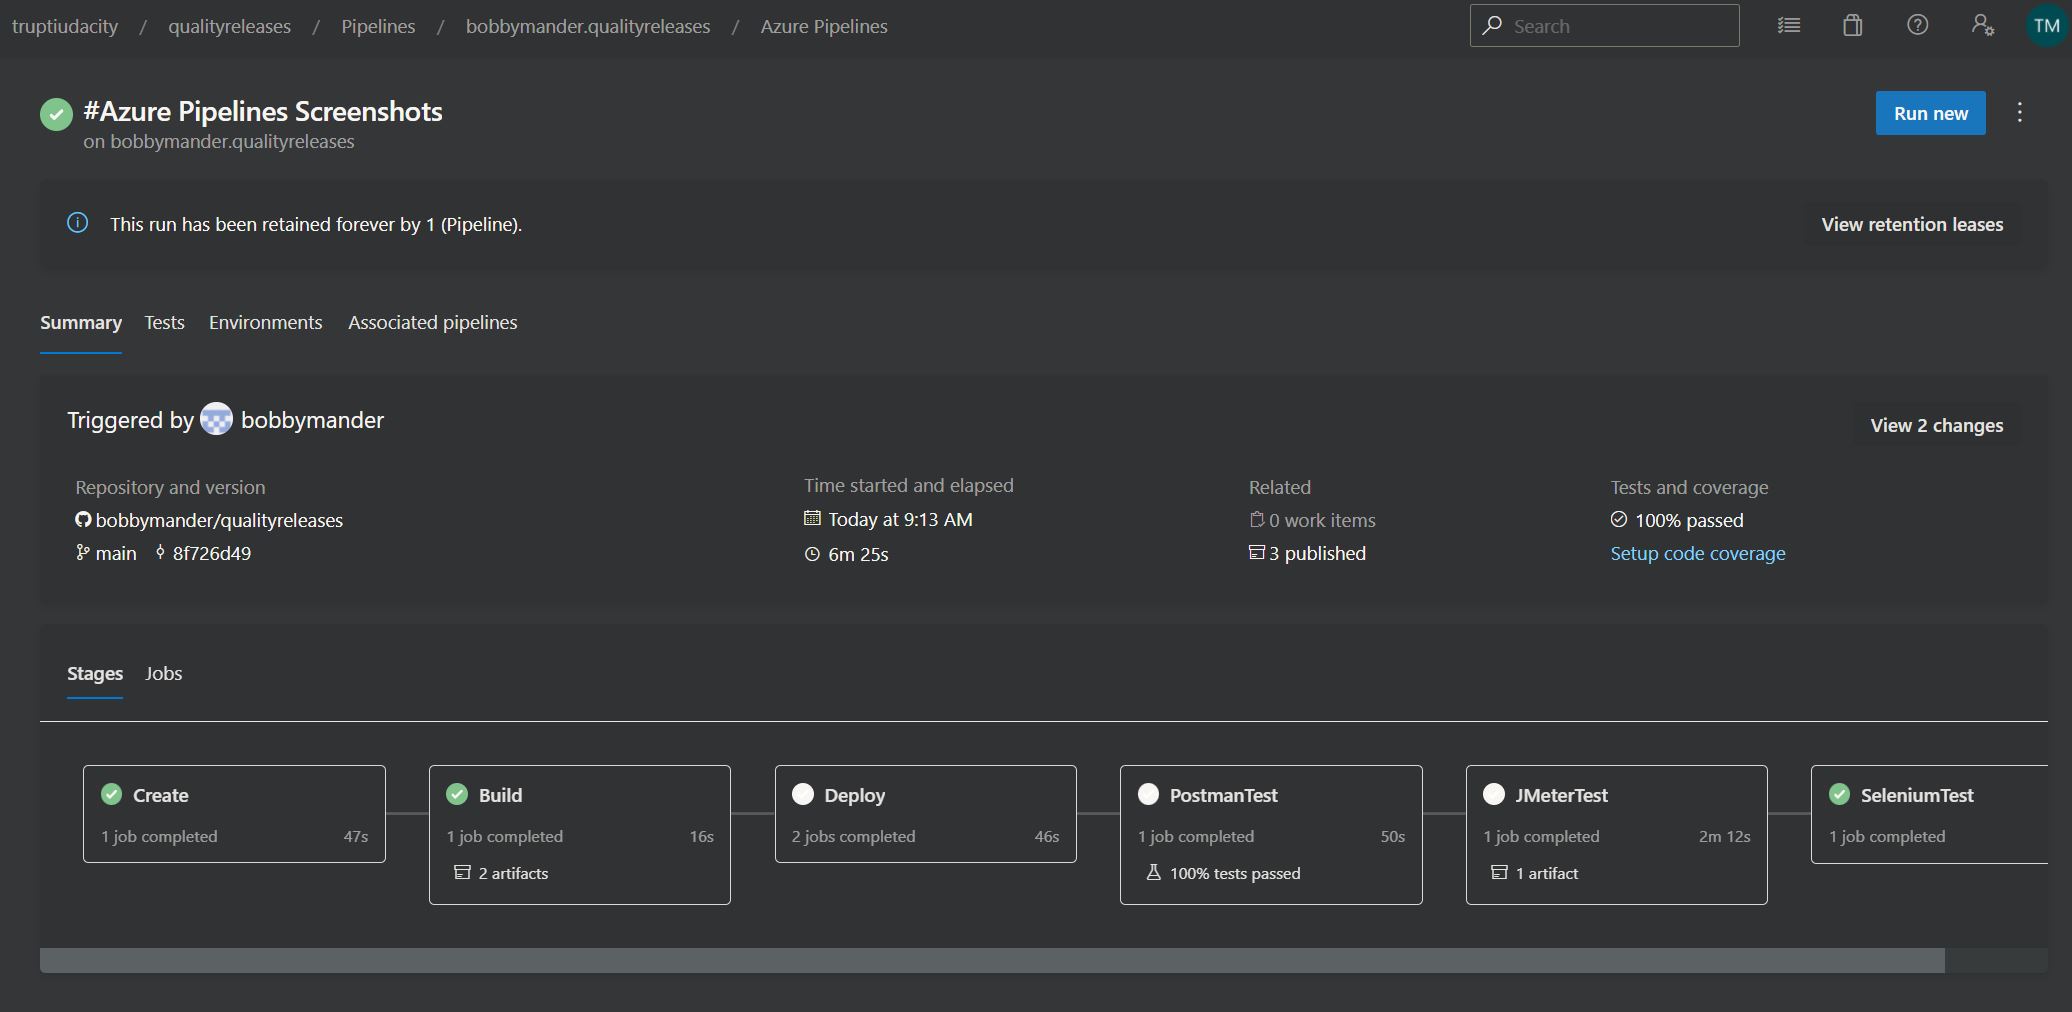 truptiudacity / qualityreleases / Pipelines / bobbymander.qualityreleases / Azure Pipelines
Search
TM
#Azure Pipelines Screenshots
on bobbymander.qualityreleases
Run new
This run has been retained forever by 1 (Pipeline).
View retention leases
Summary Tests Environments Associated pipelines
Triggered by bobbymander
View 2 changes
Repository and version
bobbymander/qualityreleases
main 8f726d49
Time started and elapsed
Today at 9:13 AM
6m 25s
Related
0 work items
3 published
Tests and coverage
100% passed
Setup code coverage
Stages Jobs
Create
1 job completed 47s
Build
1 job completed 16s
2 artifacts
Deploy
2 jobs completed 46s
PostmanTest
1 job completed 50s
100% tests passed
JMeterTest
1 job completed 2m 12s
1 artifact
SeleniumTest
1 job completed